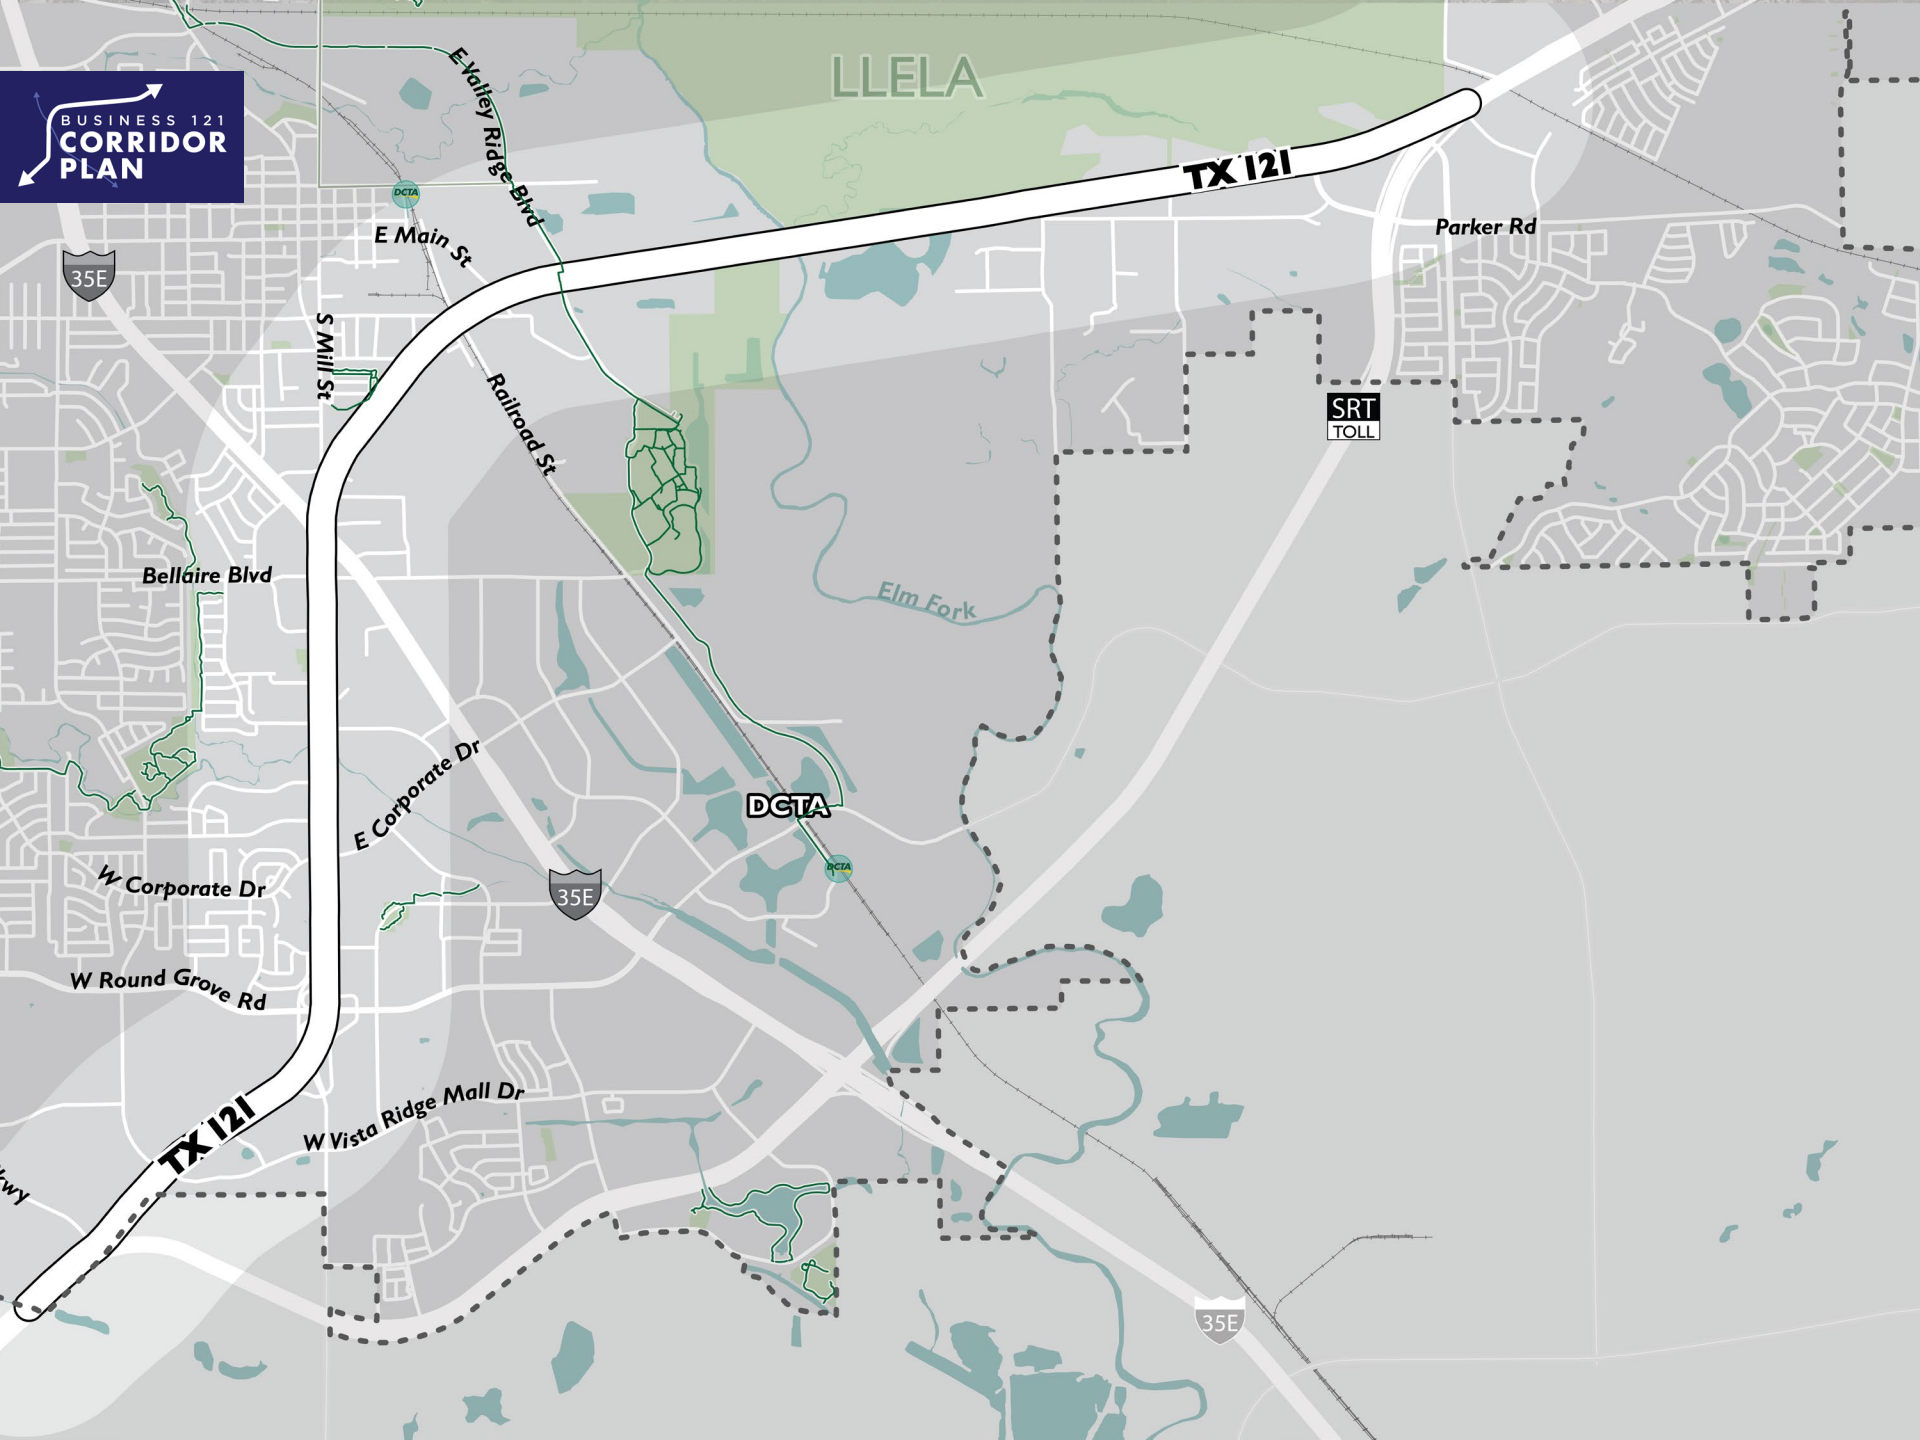 LLELA
E Valley Ridge Blvd
BUSINESS 121
CORRIDOR
PLAN
TX 121
DCTA
E Main St
Parker Rd
35E
S Mill St
Railroad St
SRT
TOLL
Bellaire Blvd
Elm Fork
E Corporate Dr
DCTA
DCTA
W Corporate Dr
35E
W Round Grove Rd
W Vista Ridge Mall Dr
TX 121
35E